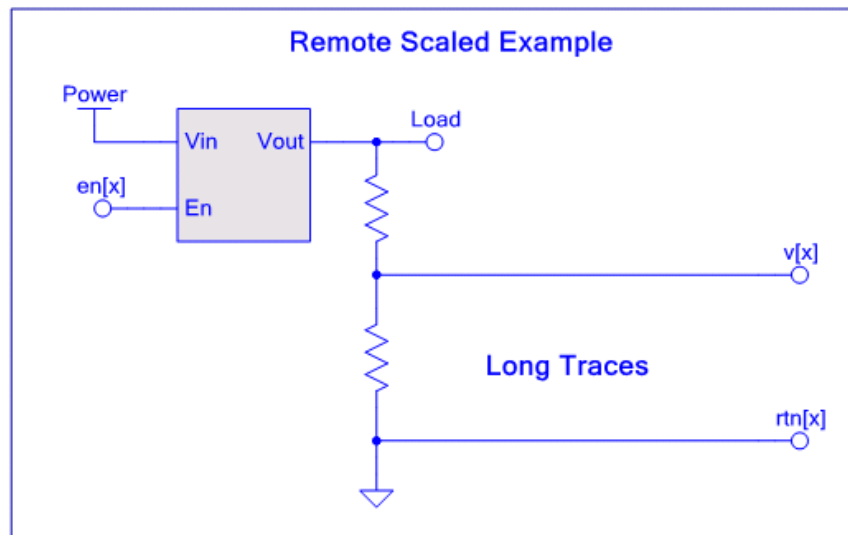 Remote Scaled Example
Power
Load
Vin Vout
en[x]
En
v[x]
Long Traces
rtn[x]